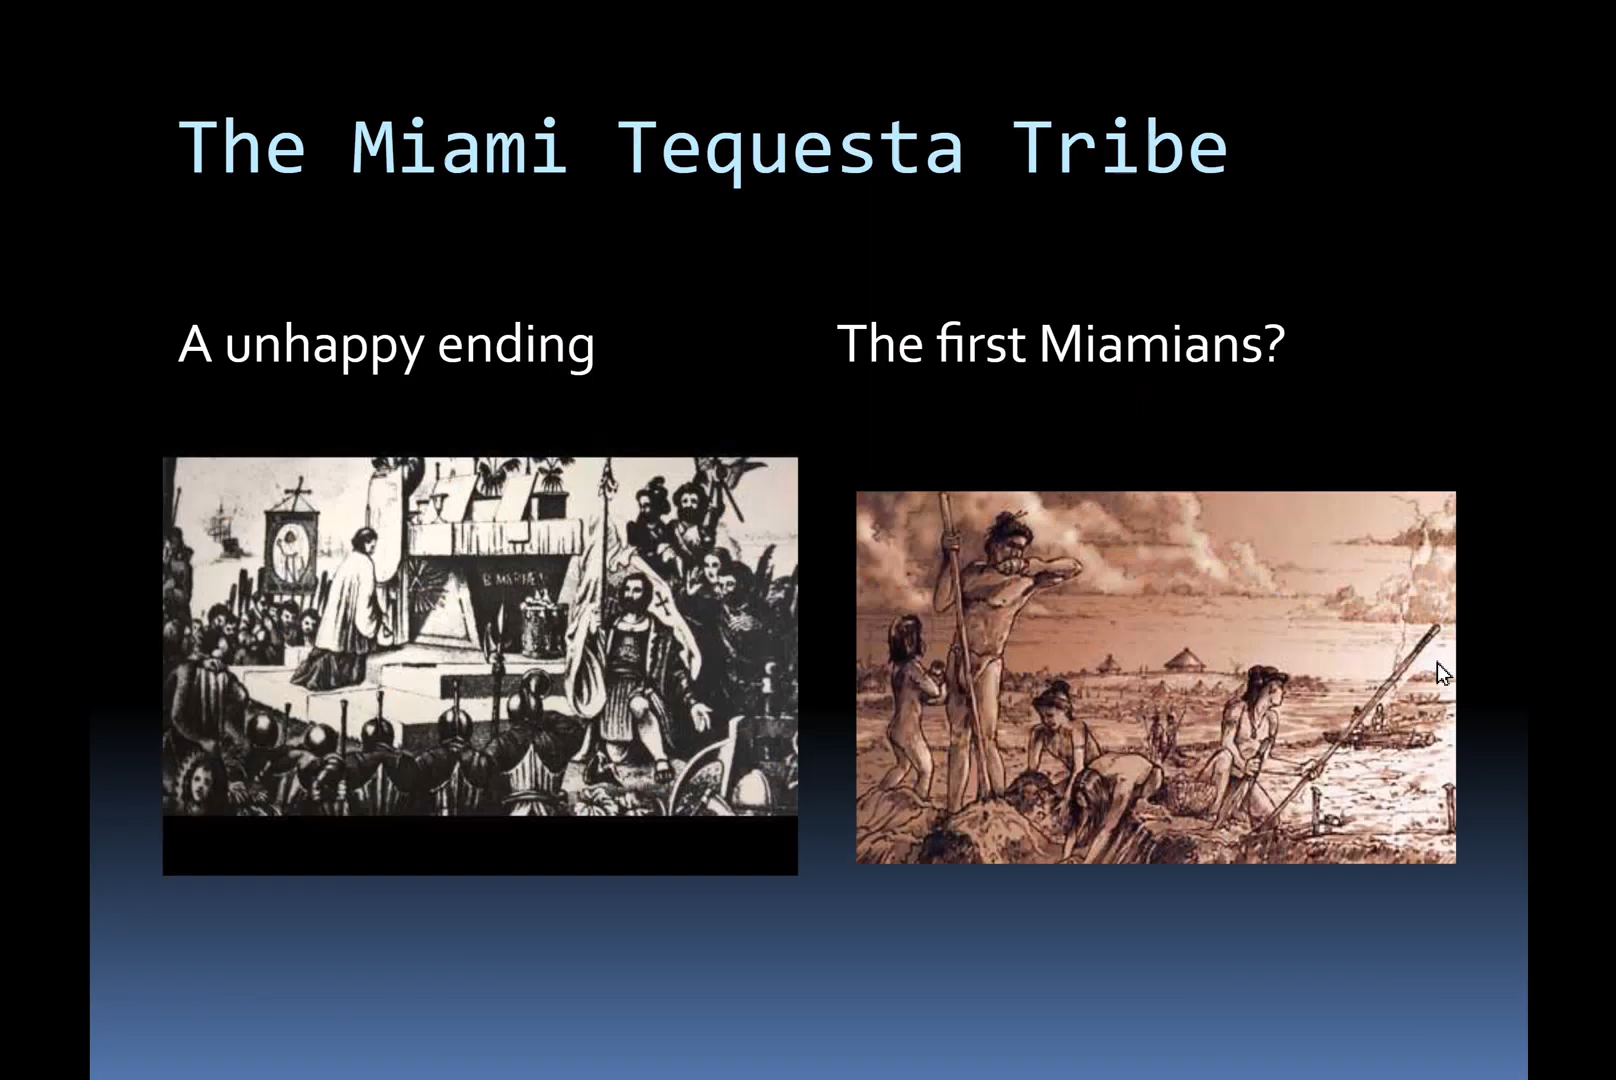 The Miami Tequesta Tribe
A unhappy ending
The first Miamians?